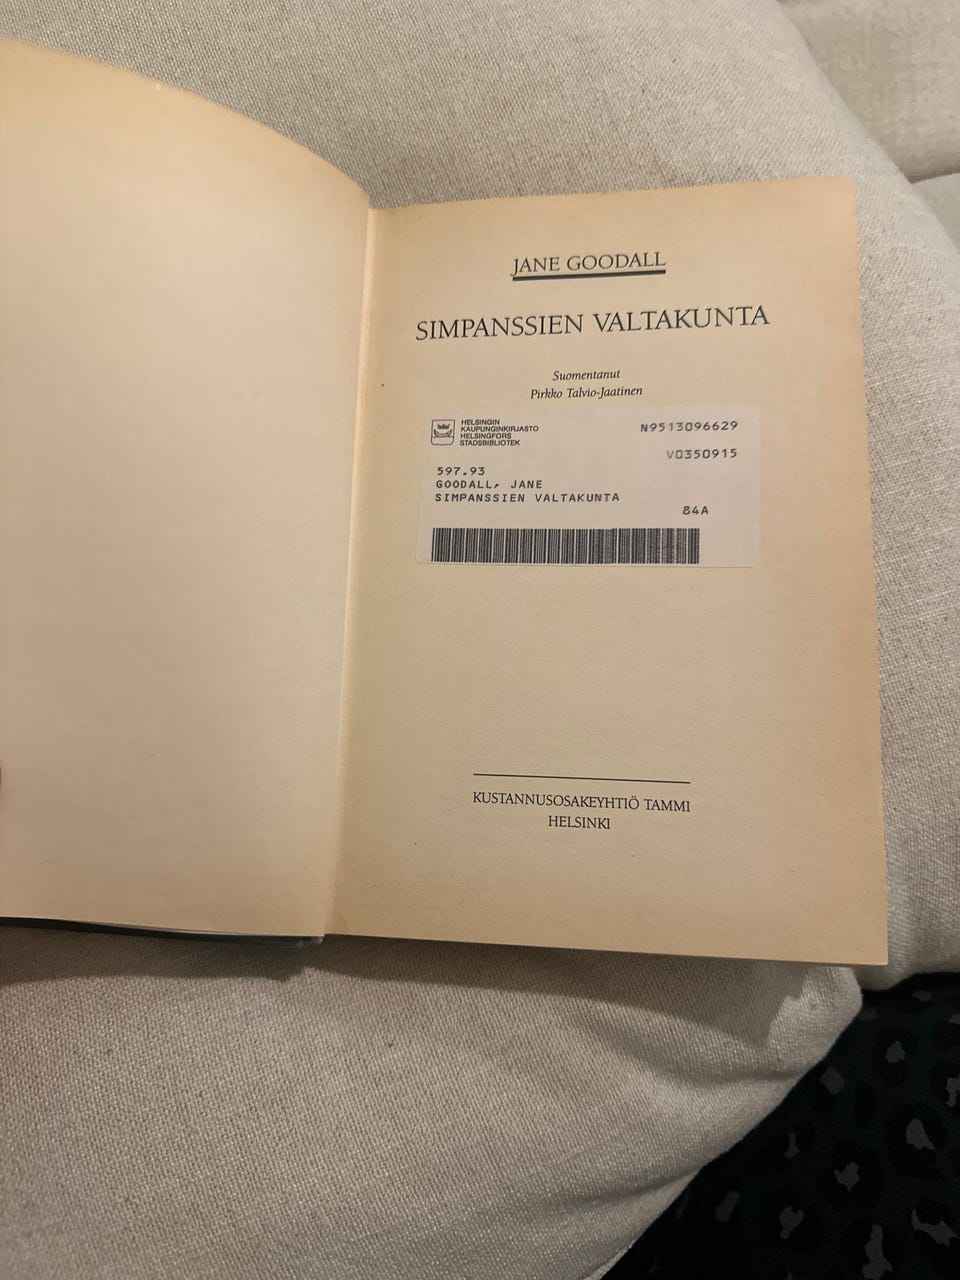 JANE GOODALL
SIMPANSSIEN VALTAKUNTA
Suomentanut
Pirkko Talvio-Jaatinen
HELSINGIN
KAUPUNGINKIRJASTO
HELSINGFORS
STADSBIBLIOTEK
N9513096629
V0350915
597.93
GOODALL, JANE
SIMPANSSIEN VALTAKUNTA
84A
KUSTANNUSOSAKEYHTIÖ TAMMI
HELSINKI